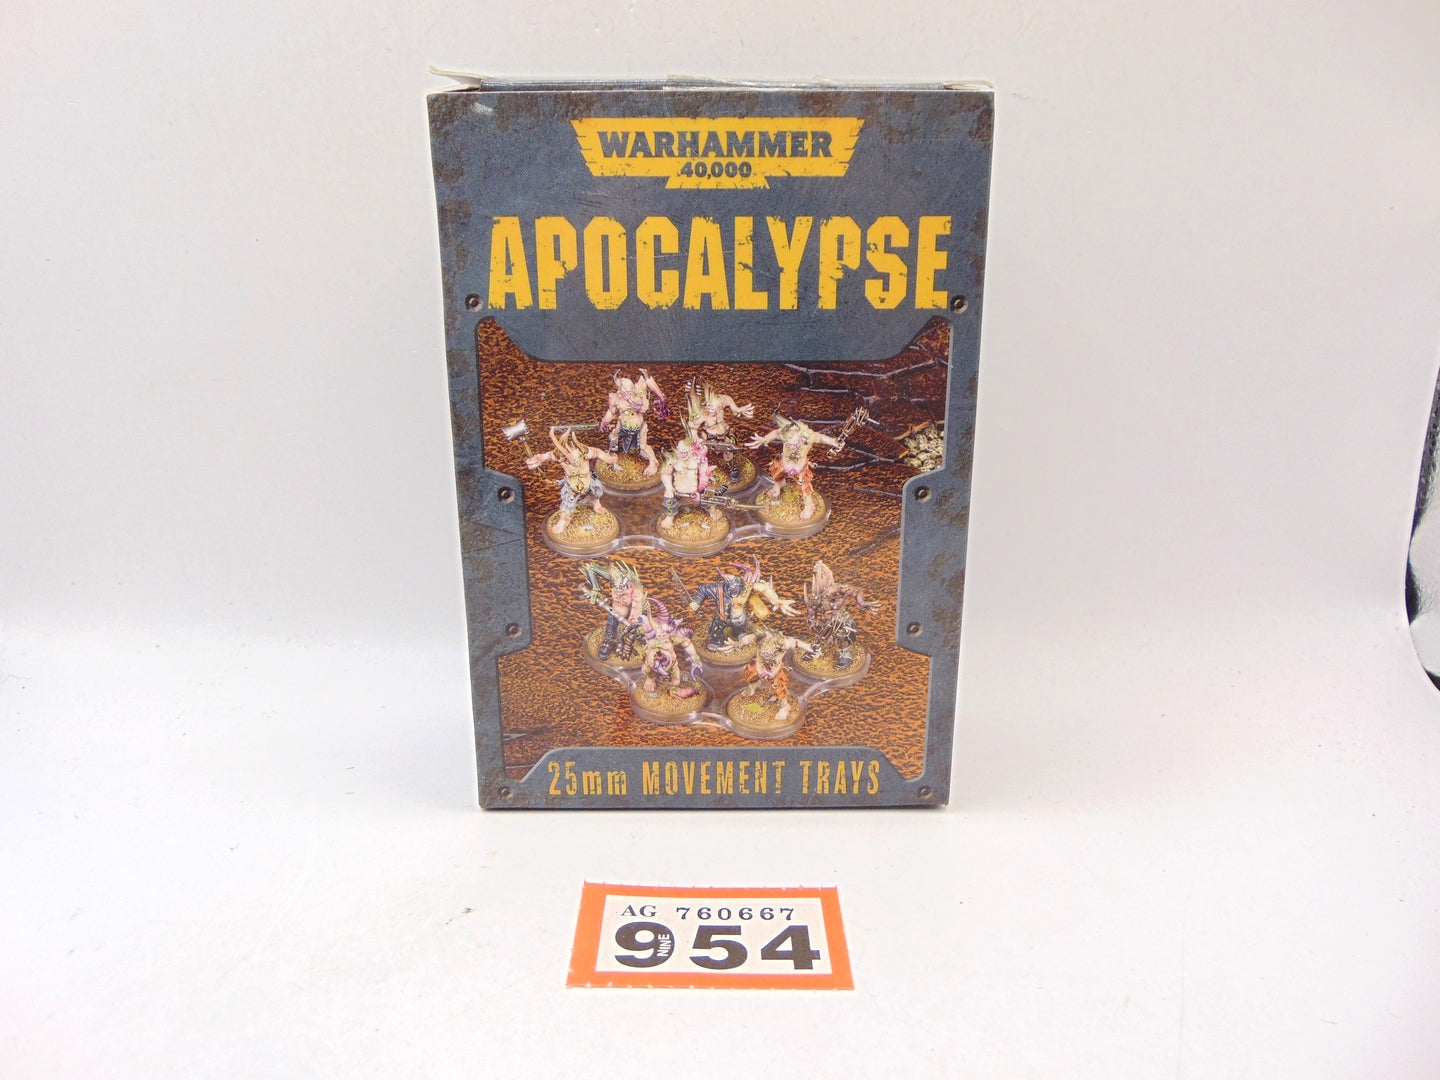 WARHAMMER
40,000
APOCALYPSE
25mm MOVEMENT TRAYS
AG 760667
954
NINE